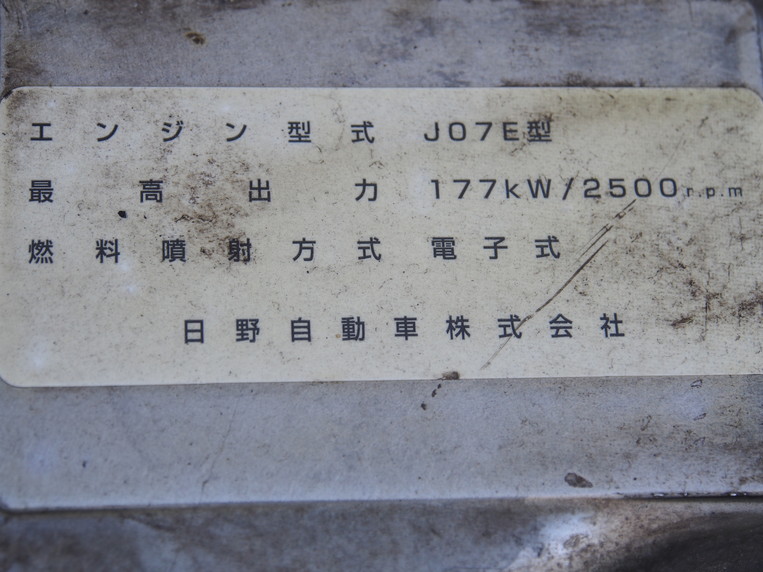 エンジン型式 J07E型
最高出力 177kW/2500r.p.m
燃料噴射方式 電子式
日野自動車株式会社